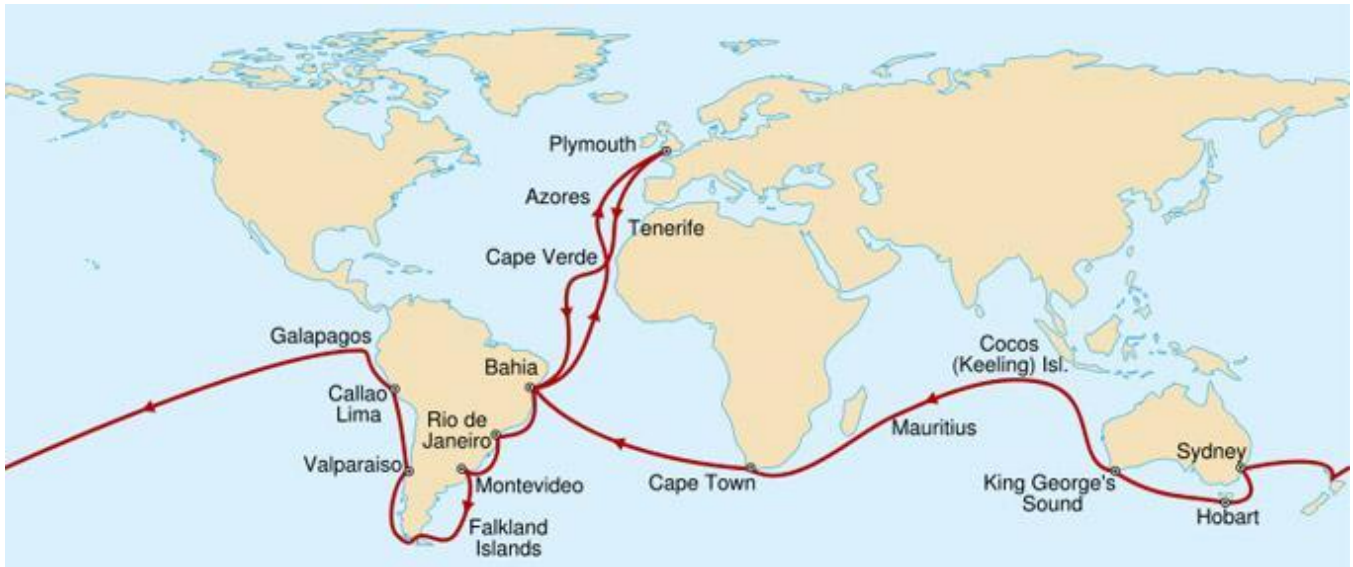 Plymouth
Azores
Tenerife
Cape Verde
Galapagos
Cocos
(Keeling) Isl.
Bahia
Callao
Lima
Rio de
Janeiro
Mauritius
Sydney
Valparaiso
Montevideo
Cape Town
King George's
Sound
Hobart
Falkland
Islands